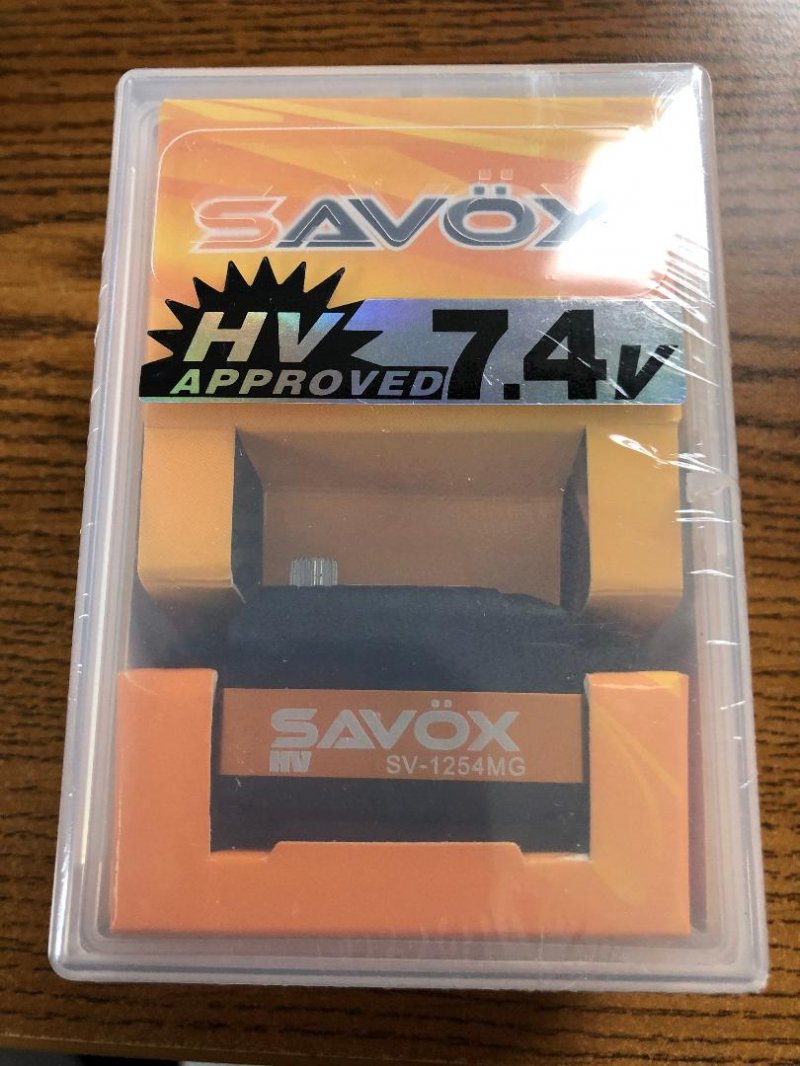 SAVÖX
HV
APPROVED 7.4V
SAVÖX
HV SV-1254MG